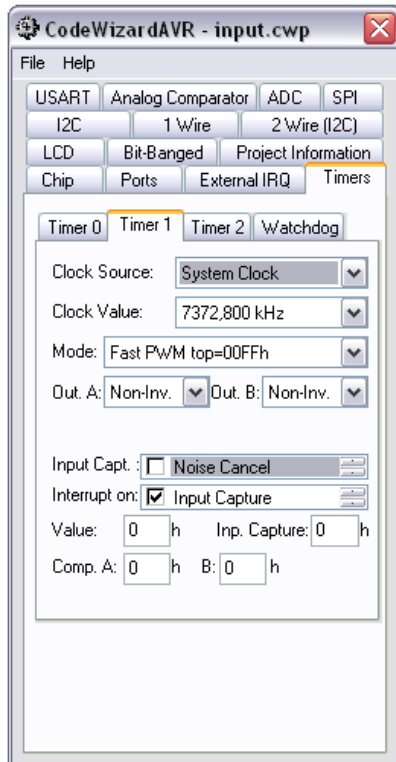 CodeWizardAVR - input.cwp
File Help
USART Analog Comparator ADC SPI
I2C 1 Wire 2 Wire (I2C)
LCD Bit-Banged Project Information
Chip Ports External IRQ Timers
Timer 0 Timer 1 Timer 2 Watchdog
Clock Source: System Clock
Clock Value: 7372,800 kHz
Mode: Fast PWM top=00FFh
Out. A: Non-Inv. Out. B: Non-Inv.
Input Capt. : Noise Cancel
Interrupt on: Input Capture
Value: 0 h Inp. Capture: 0 h
Comp. A: 0 h B: 0 h